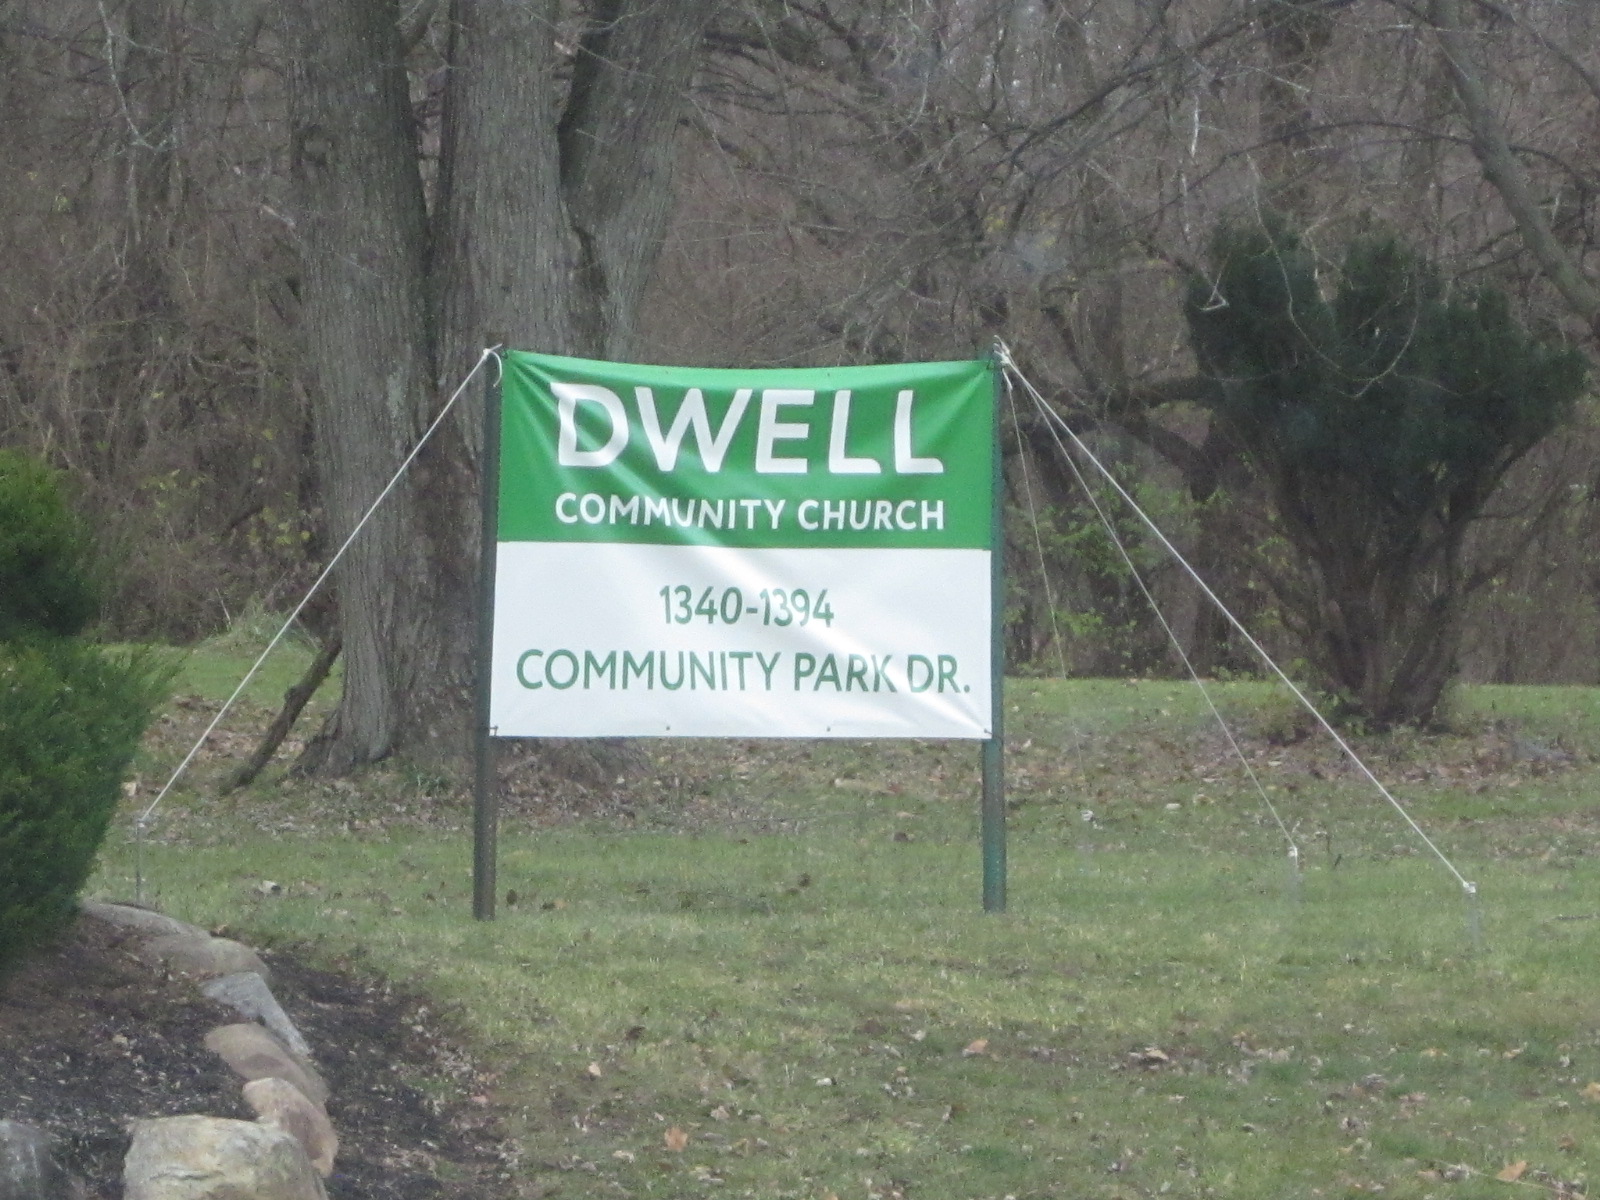 DWELL
COMMUNITY CHURCH
1340-1394
COMMUNITY PARK DR.